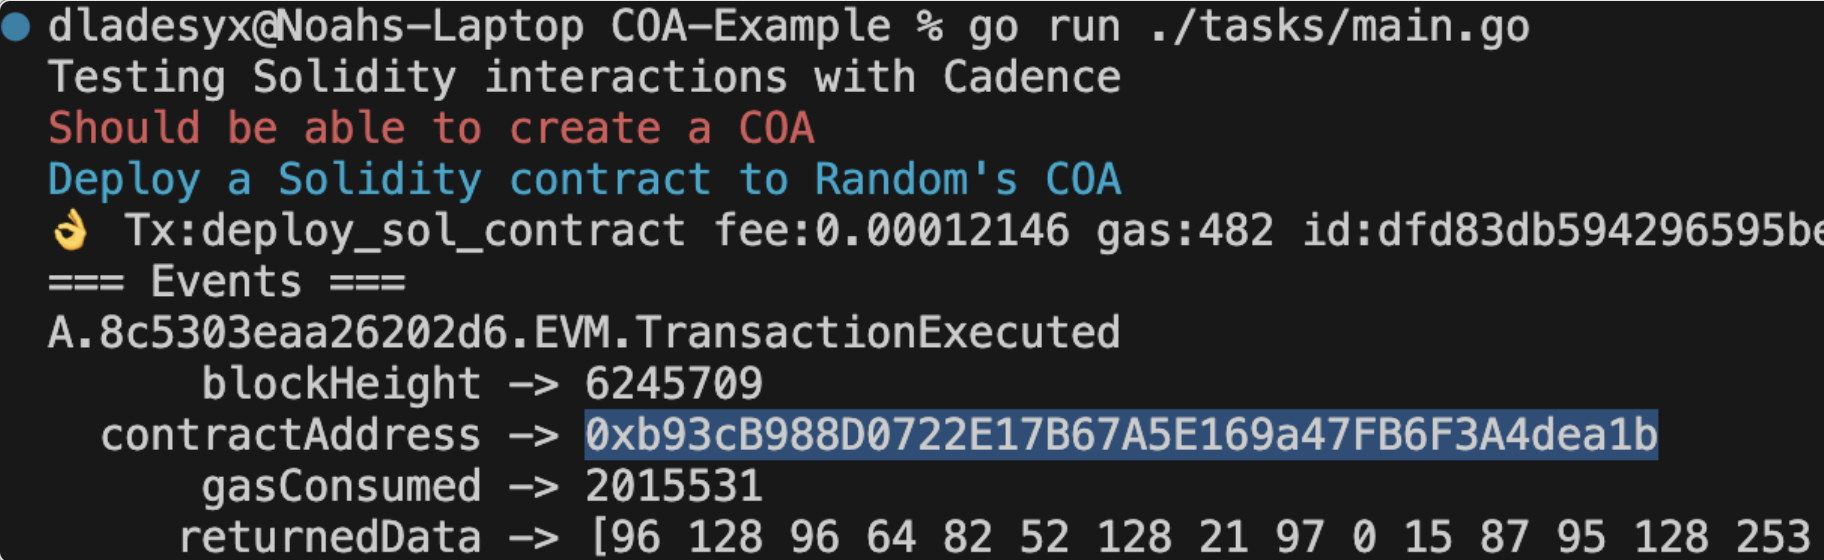 dladesyx@Noahs-Laptop COA-Example % go run ./tasks/main.go
Testing Solidity interactions with Cadence
Should be able to create a COA
Deploy a Solidity contract to Random's COA
👌 Tx:deploy_sol_contract fee:0.00012146 gas:482 id:dfd83db594296595be
=== Events ===
A.8c5303eaa26202d6.EVM.TransactionExecuted
blockHeight -> 6245709
contractAddress -> 0xb93cB988D0722E17B67A5E169a47FB6F3A4dea1b
gasConsumed -> 2015531
returnedData -> [96 128 96 64 82 52 128 21 97 0 15 87 95 128 253